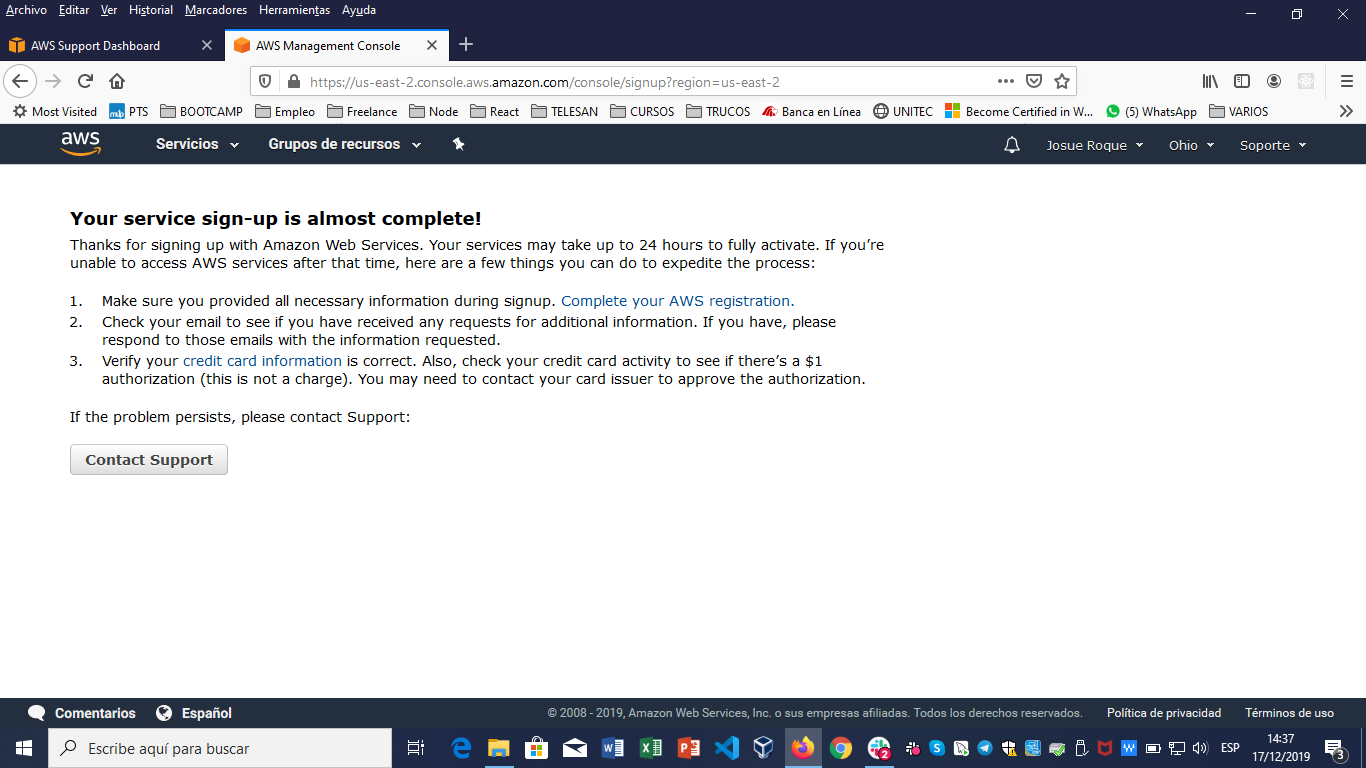 Archivo Editar Ver Historial Marcadores Herramientas Ayuda
AWS Support Dashboard
AWS Management Console
https://us-east-2.console.aws.amazon.com/console/signup?region=us-east-2
Most Visited PTS BOOTCAMP Empleo Freelance Node React TELESAN CURSOS TRUCOS Banca en Línea UNITEC Become Certified in W... (5) WhatsApp VARIOS
aws Servicios Grupos de recursos Josue Roque Ohio Soporte
Your service sign-up is almost complete!
Thanks for signing up with Amazon Web Services. Your services may take up to 24 hours to fully activate. If you’re
unable to access AWS services after that time, here are a few things you can do to expedite the process:
1. Make sure you provided all necessary information during signup. Complete your AWS registration.
2. Check your email to see if you have received any requests for additional information. If you have, please
respond to those emails with the information requested.
3. Verify your credit card information is correct. Also, check your credit card activity to see if there’s a $1
authorization (this is not a charge). You may need to contact your card issuer to approve the authorization.
If the problem persists, please contact Support:
Contact Support
Comentarios Español © 2008 - 2019, Amazon Web Services, Inc. o sus empresas afiliadas. Todos los derechos reservados. Política de privacidad Términos de uso
Escribe aquí para buscar
ESP
14:37
17/12/2019
3